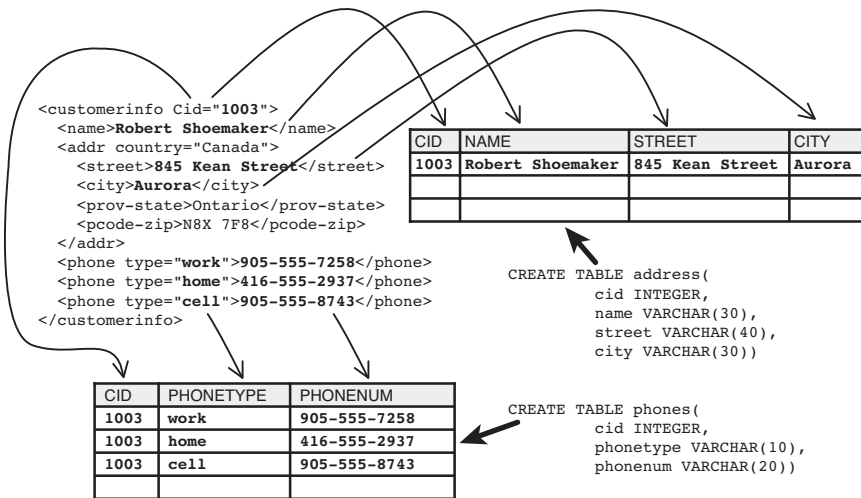 <customerinfo Cid="1003">
<name>Robert Shoemaker</name>
<addr country="Canada">
<street>845 Kean Street</street>
<city>Aurora</city>
<prov-state>Ontario</prov-state>
<pcode-zip>N8X 7F8</pcode-zip>
</addr>
<phone type="work">905-555-7258</phone>
<phone type="home">416-555-2937</phone>
<phone type="cell">905-555-8743</phone>
</customerinfo>
CID NAME STREET CITY
1003 Robert Shoemaker 845 Kean Street Aurora
CREATE TABLE address(
cid INTEGER,
name VARCHAR(30),
street VARCHAR(40),
city VARCHAR(30))
CID PHONETYPE PHONENUM
1003 work 905-555-7258
1003 home 416-555-2937
1003 cell 905-555-8743
CREATE TABLE phones(
cid INTEGER,
phonetype VARCHAR(10),
phonenum VARCHAR(20))